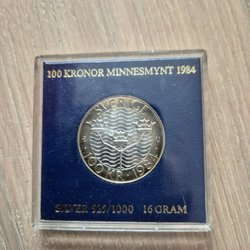 100 KRONOR MINNESMYNT 1984
SVERIGE
100 KR · 1984
SILVER 925/1000 16 GRAM